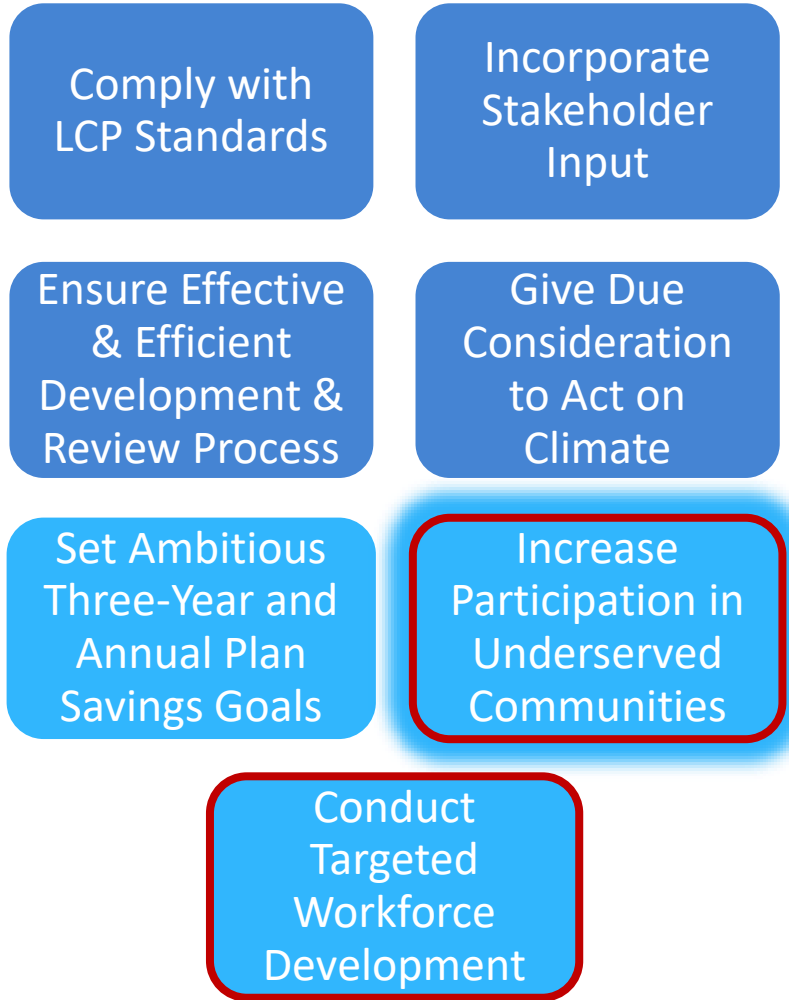 Comply with
LCP Standards
Incorporate
Stakeholder
Input
Ensure Effective
& Efficient
Development &
Review Process
Give Due
Consideration
to Act on
Climate
Set Ambitious
Three-Year and
Annual Plan
Savings Goals
Increase
Participation in
Underserved
Communities
Conduct
Targeted
Workforce
Development